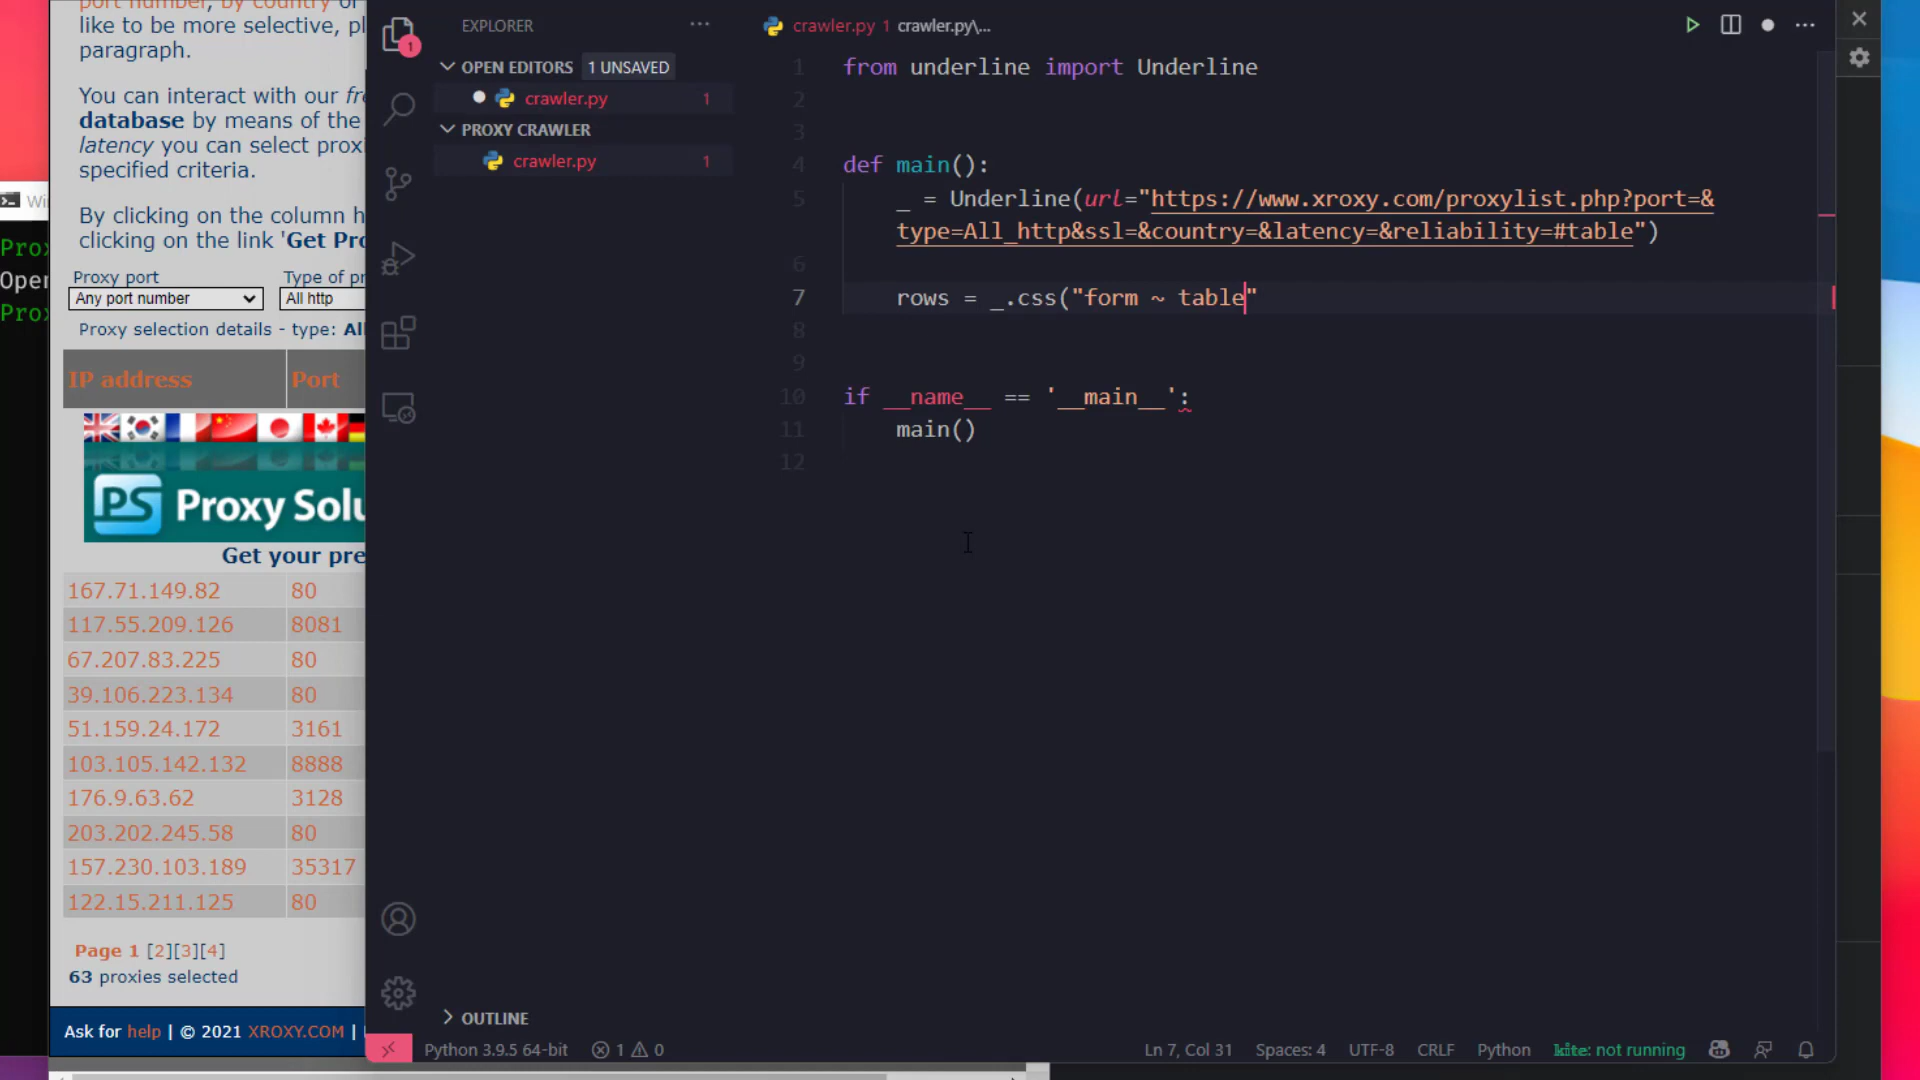 port number, by country or
like to be more selective, pl
paragraph.
You can interact with our fre
database by means of the
latency you can select proxi
specified criteria.
By clicking on the column h
clicking on the link 'Get Pro
Proxy port
Type of pr
Any port number
All http
Proxy selection details - type: Al
IP address
Port
PS Proxy Solu
Get your pre
167.71.149.82 80
117.55.209.126 8081
67.207.83.225 80
39.106.223.134 80
51.159.24.172 3161
103.105.142.132 8888
176.9.63.62 3128
203.202.245.58 80
157.230.103.189 35317
122.15.211.125 80
Page 1 [2][3][4]
63 proxies selected
Ask for help | © 2021 XROXY.COM |
Wi
Prox
Oper
Prox
1
EXPLORER
OPEN EDITORS 1 UNSAVED
crawler.py 1
PROXY CRAWLER
crawler.py 1
OUTLINE
crawler.py 1 crawler.py\...
1 from underline import Underline
2
3
4 def main():
5 _ = Underline(url="https://www.xroxy.com/proxylist.php?port=&
type=All_http&ssl=&country=&latency=&reliability=#table")
6
7 rows = _.css("form ~ table"
8
9
10 if __name__ == '__main__':
11 main()
12
Python 3.9.5 64-bit
1 0
Ln 7, Col 31
Spaces: 4
UTF-8
CRLF
Python
kite: not running